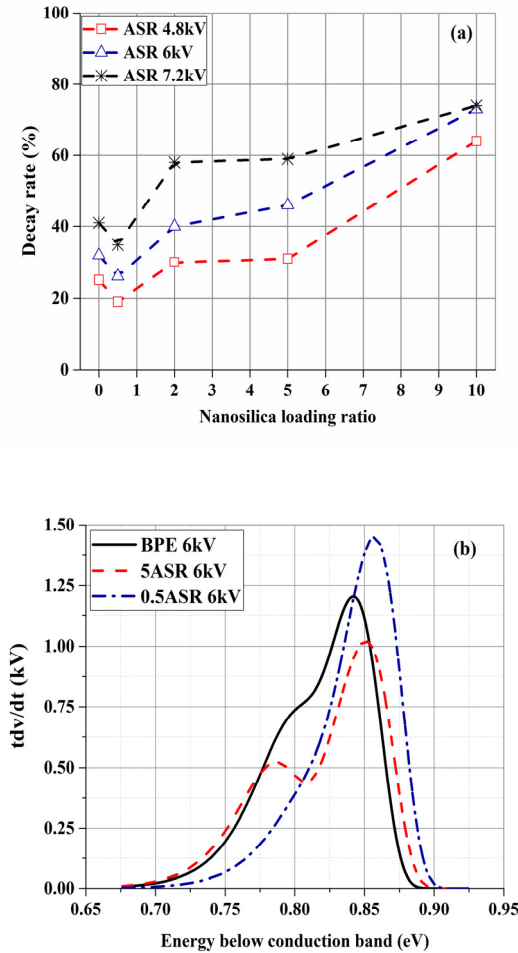 (a)
ASR 4.8kV
ASR 6kV
ASR 7.2kV
Decay rate (%)
100
80
60
40
20
0
0 1 2 3 4 5 6 7 8 9 10
Nanosilica loading ratio
(b)
BPE 6kV
5ASR 6kV
0.5ASR 6kV
tdv/dt (kV)
1.50
1.25
1.00
0.75
0.50
0.25
0.00
0.65 0.70 0.75 0.80 0.85 0.90 0.95
Energy below conduction band (eV)